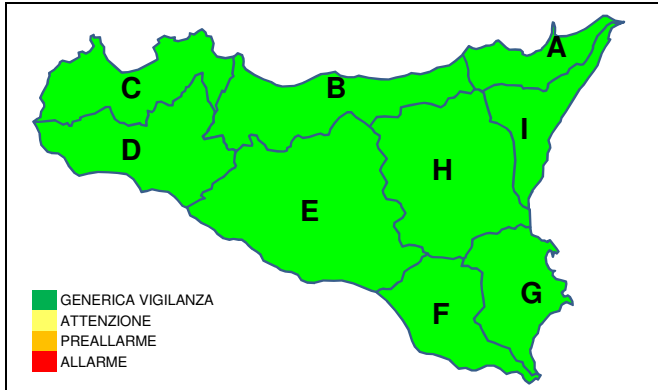 A
B
C
I
D
H
E
G
F
GENERICA VIGILANZA
ATTENZIONE
PREALLARME
ALLARME